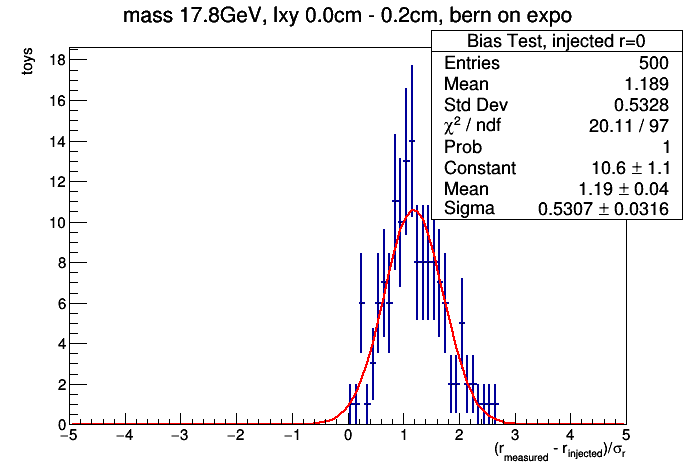 mass 17.8GeV, lxy 0.0cm - 0.2cm, bern on expo
toys
Bias Test, injected r=0
Entries 500
Mean 1.189
Std Dev 0.5328
χ² / ndf 20.11 / 97
Prob 1
Constant 10.6 ± 1.1
Mean 1.19 ± 0.04
Sigma 0.5307 ± 0.0316
18
16
14
12
10
8
6
4
2
0
−5 −4 −3 −2 −1 0 1 2 3 4 5
(r_measured - r_injected)/σ_r